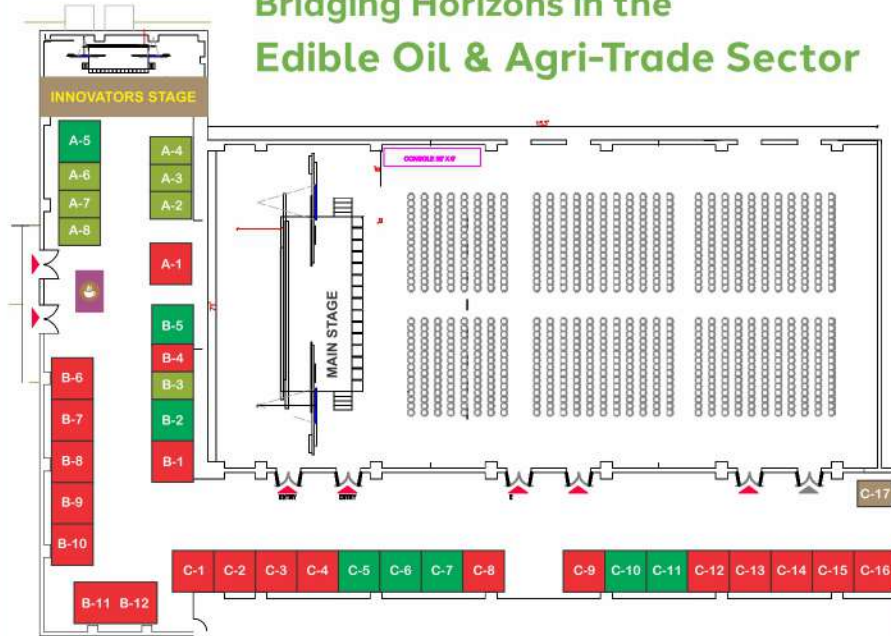 Bridging Horizons in the
Edible Oil & Agri-Trade Sector
INNOVATORS STAGE
A-5
A-4
A-6
A-3
A-7
A-2
A-8
A-1
MAIN STAGE
B-5
B-4
B-6
B-3
B-7
B-2
B-8
B-1
B-9
B-10
ENTRY
ENTRY
C-17
C-1
C-2
C-3
C-4
C-5
C-6
C-7
C-8
C-9
C-10
C-11
C-12
C-13
C-14
C-15
C-16
B-11 B-12